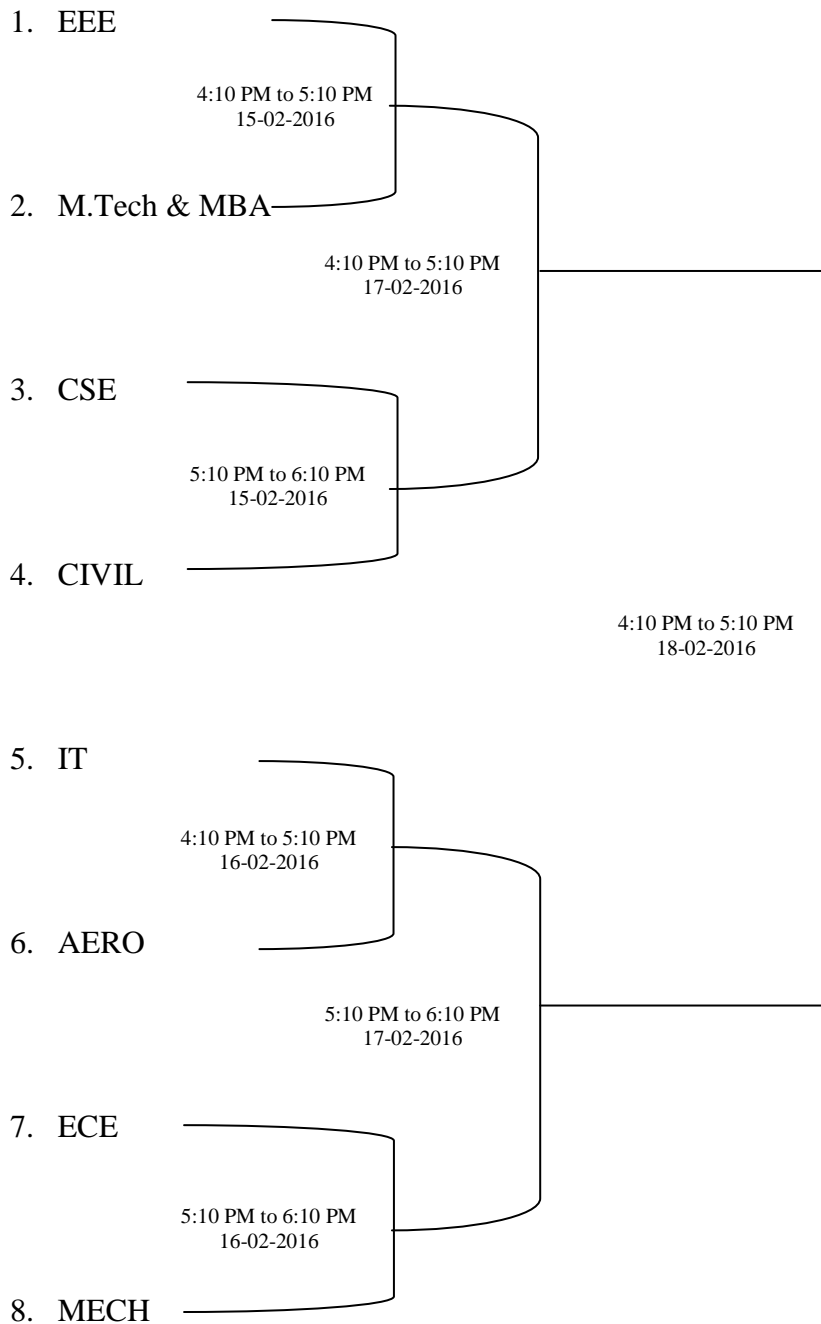 1. EEE
4:10 PM to 5:10 PM
15-02-2016
2. M.Tech & MBA
4:10 PM to 5:10 PM
17-02-2016
3. CSE
5:10 PM to 6:10 PM
15-02-2016
4. CIVIL
4:10 PM to 5:10 PM
18-02-2016
5. IT
4:10 PM to 5:10 PM
16-02-2016
6. AERO
5:10 PM to 6:10 PM
17-02-2016
7. ECE
5:10 PM to 6:10 PM
16-02-2016
8. MECH